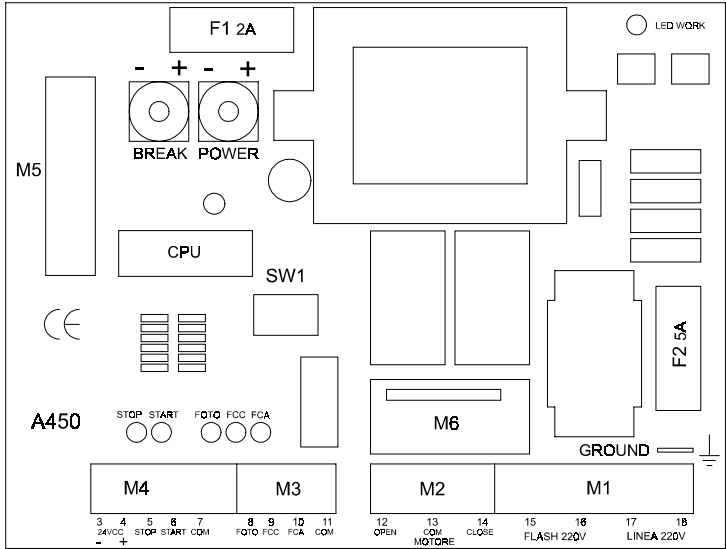 F1 2A
LED WORK
- + - +
BREAK POWER
M5
CPU
SW1
CE
F2 5A
A450
STOP START FOTO FCC FCA
M6
GROUND
M4 M3 M2 M1
3 4 5 6 7 8 9 10 11 12 13 14 15 16 17 18
24VCC STOP START COM FOTO FCC FCA COM OPEN COM CLOSE FLASH 220V LINEA 220V
- + MOTORE